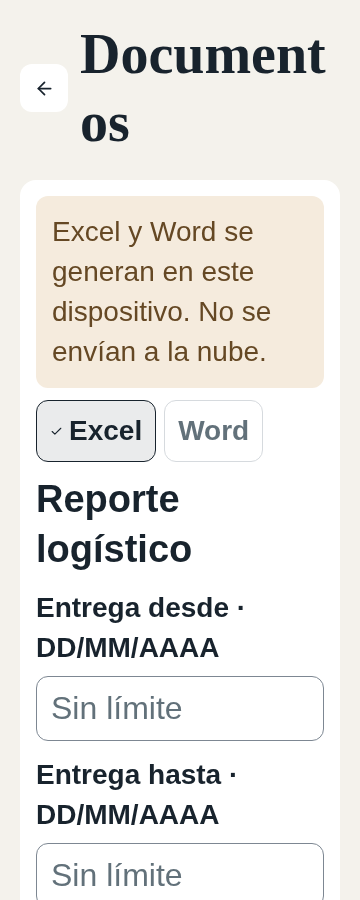 Document
os
Excel y Word se
generan en este
dispositivo. No se
envían a la nube.
Excel
Word
Reporte
logístico
Entrega desde ·
DD/MM/AAAA
Sin límite
Entrega hasta ·
DD/MM/AAAA
Sin límite